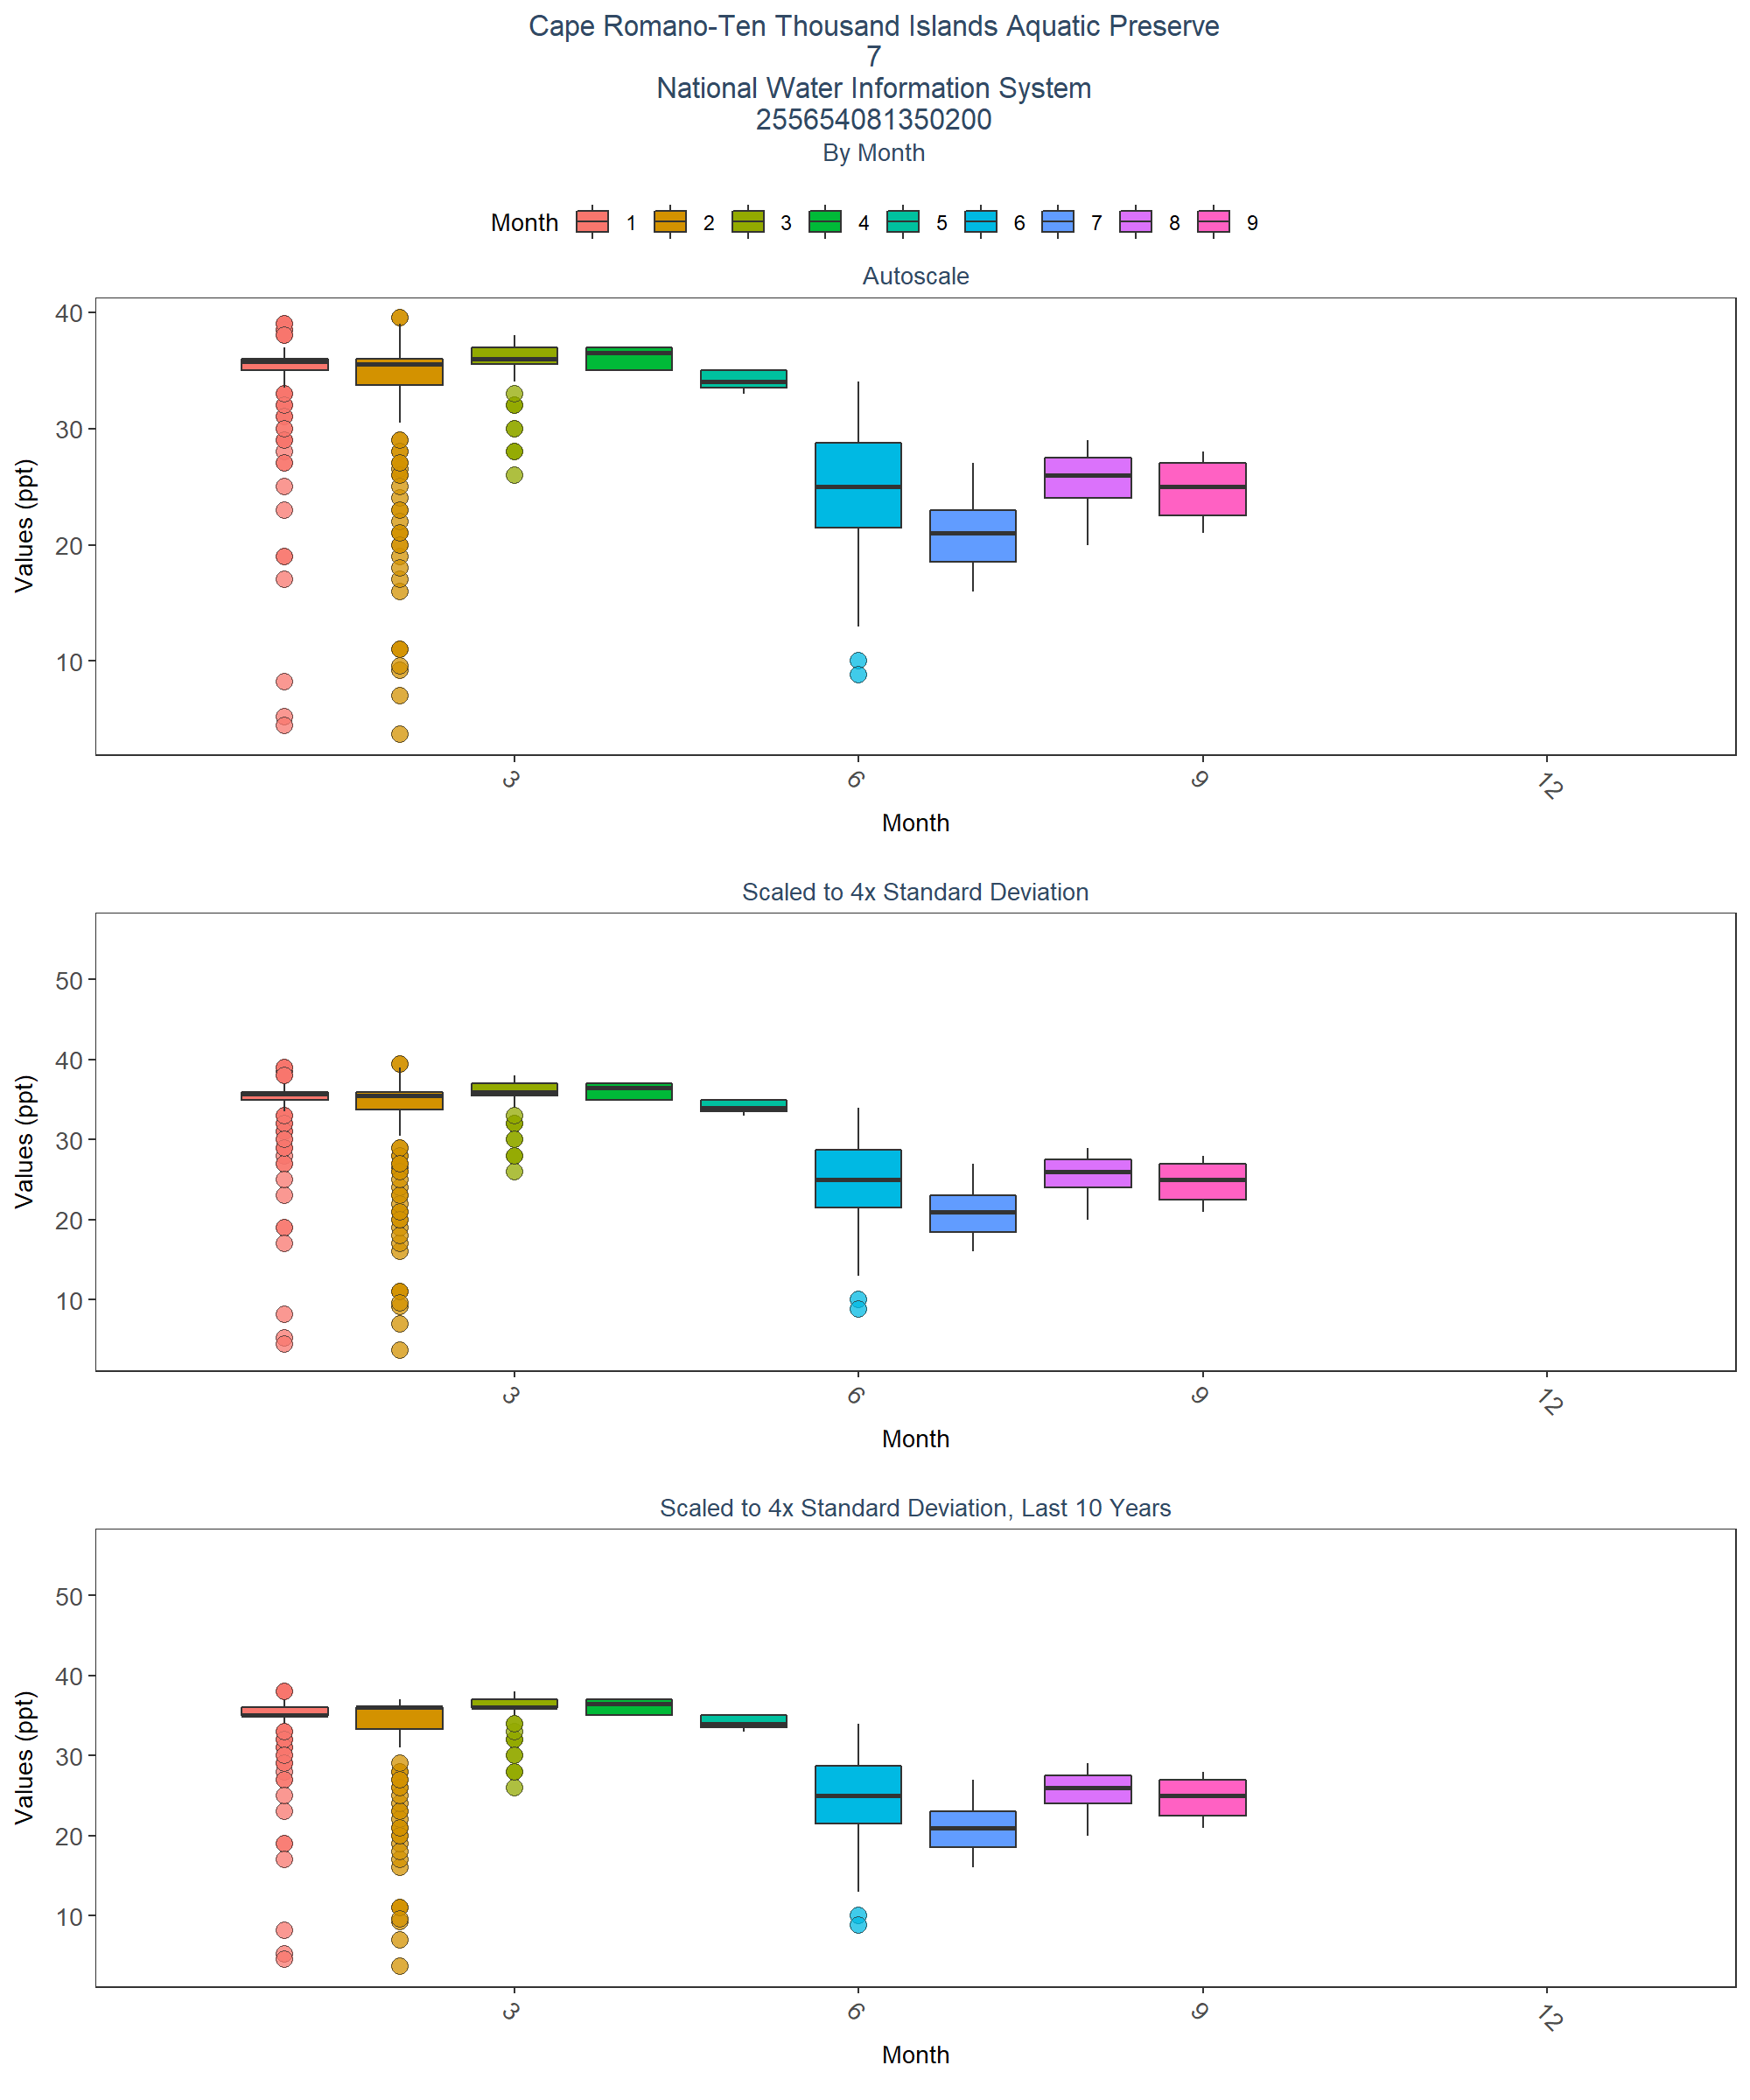 Cape Romano-Ten Thousand Islands Aquatic Preserve
7
National Water Information System
255654081350200
By Month
Month 1 2 3 4 5 6 7 8 9
Autoscale
Values (ppt)
40
30
20
10
3 6 9 12
Month
Scaled to 4x Standard Deviation
Values (ppt)
50
40
30
20
10
3 6 9 12
Month
Scaled to 4x Standard Deviation, Last 10 Years
Values (ppt)
50
40
30
20
10
3 6 9 12
Month